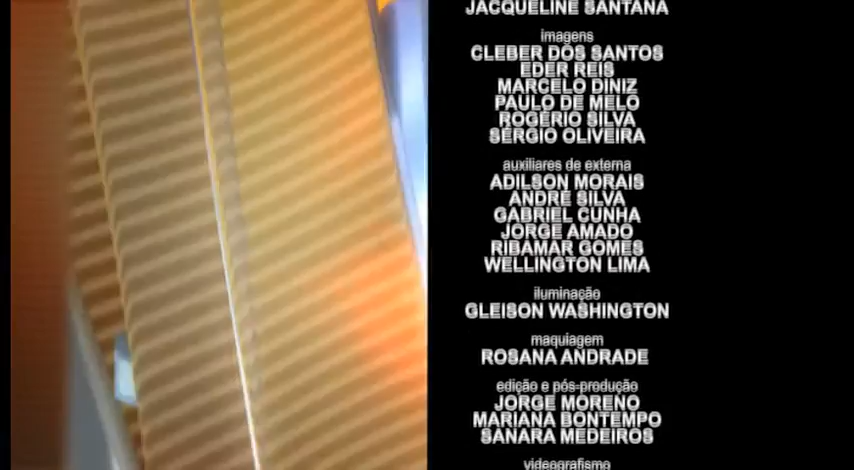 JACQUELINE SANTANA
imagens
CLEBER DOS SANTOS
EDER REIS
MARCELO DINIZ
PAULO DE MELO
ROGÉRIO SILVA
SÉRGIO OLIVEIRA
auxiliares de externa
ADILSON MORAIS
ANDRÉ SILVA
GABRIEL CUNHA
JORGE AMADO
RIBAMAR GOMES
WELLINGTON LIMA
iluminação
GLEISON WASHINGTON
maquiagem
ROSANA ANDRADE
edição e pós-produção
JORGE MORENO
MARIANA BONTEMPO
SANARA MEDEIROS
videografismo